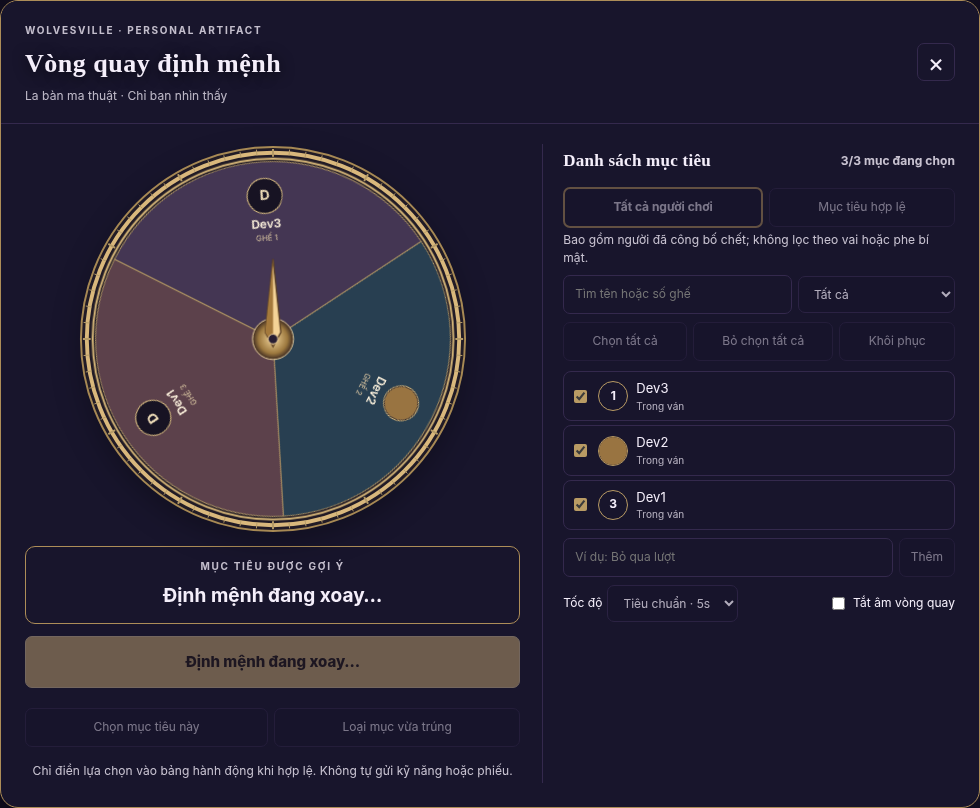 WOLVESVILLE · PERSONAL ARTIFACT
Vòng quay định mệnh
La bàn ma thuật · Chỉ bạn nhìn thấy
×
D
Dev3
GHẾ 1
Dev2
GHẾ 2
Dev1
GHẾ 3
D
MỤC TIÊU ĐƯỢC GỢI Ý
Định mệnh đang xoay...
Định mệnh đang xoay...
Chọn mục tiêu này
Loại mục vừa trúng
Chỉ điền lựa chọn vào bảng hành động khi hợp lệ. Không tự gửi kỹ năng hoặc phiếu.
Danh sách mục tiêu
3/3 mục đang chọn
Tất cả người chơi
Mục tiêu hợp lệ
Bao gồm người đã công bố chết; không lọc theo vai hoặc phe bí
mật.
Tìm tên hoặc số ghế
Tất cả
Chọn tất cả
Bỏ chọn tất cả
Khôi phục
1
Dev3
Trong ván
Dev2
Trong ván
3
Dev1
Trong ván
Ví dụ: Bỏ qua lượt
Thêm
Tốc độ
Tiêu chuẩn · 5s
Tắt âm vòng quay